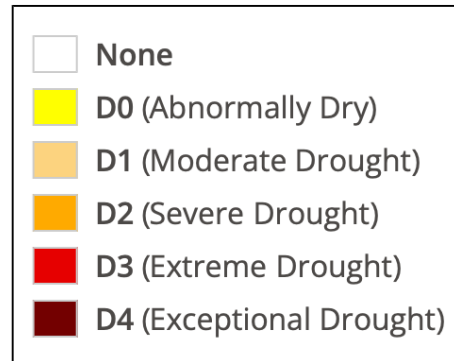 None
D0 (Abnormally Dry)
D1 (Moderate Drought)
D2 (Severe Drought)
D3 (Extreme Drought)
D4 (Exceptional Drought)